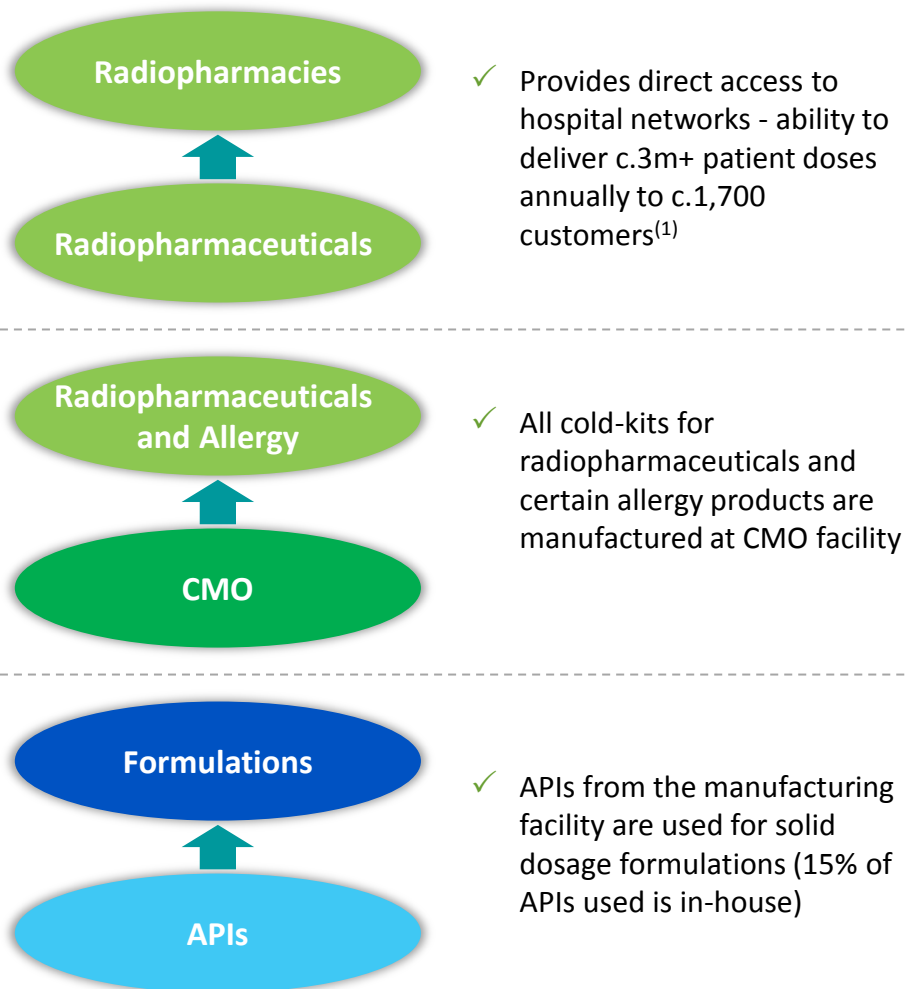 Radiopharmacies
Radiopharmaceuticals
✓ Provides direct access to
hospital networks - ability to
deliver c.3m+ patient doses
annually to c.1,700
customers(1)
Radiopharmaceuticals
and Allergy
CMO
✓ All cold-kits for
radiopharmaceuticals and
certain allergy products are
manufactured at CMO facility
Formulations
APIs
✓ APIs from the manufacturing
facility are used for solid
dosage formulations (15% of
APIs used is in-house)